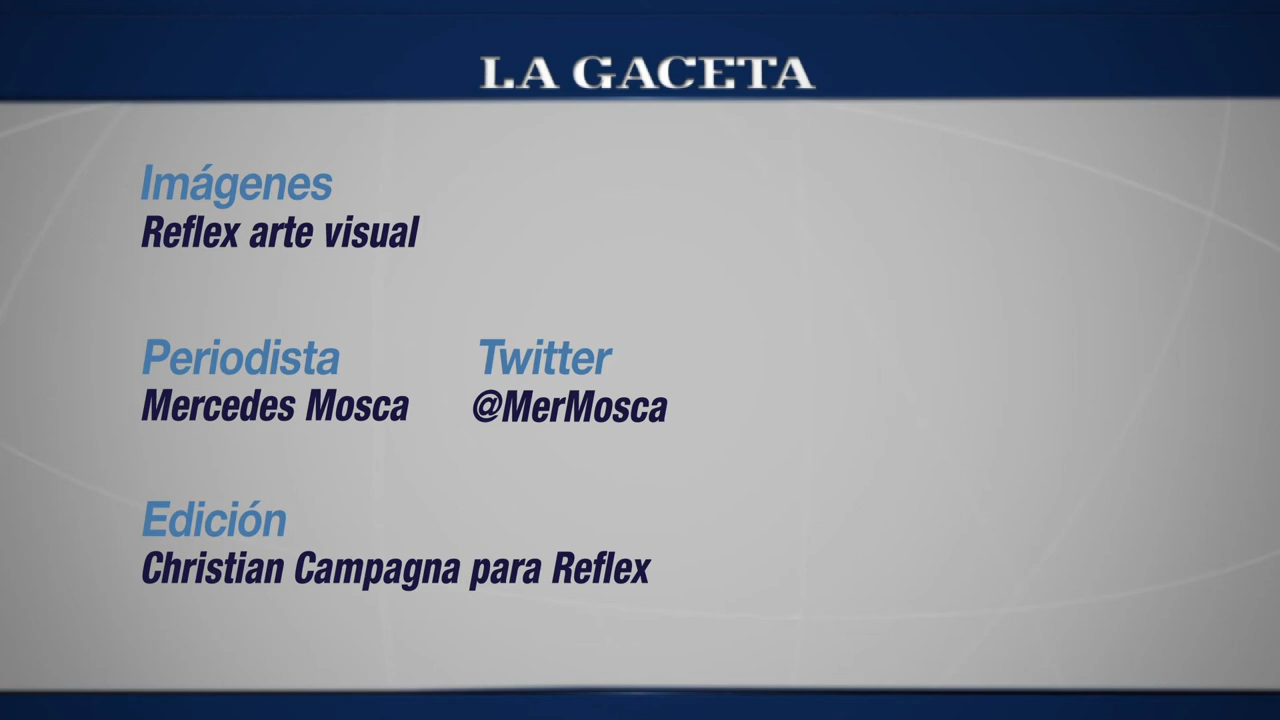 LA GACETA
Imágenes
Reflex arte visual
Periodista
Mercedes Mosca
Twitter
@MerMosca
Edición
Christian Campagna para Reflex